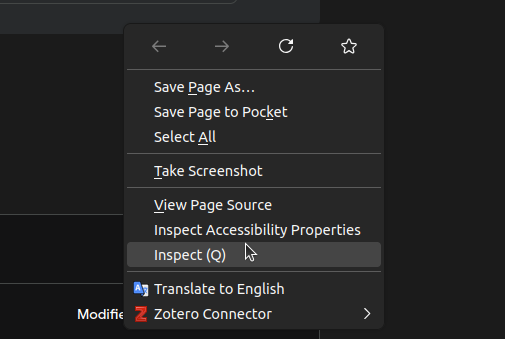 Save Page As…
Save Page to Pocket
Select All
Take Screenshot
View Page Source
Inspect Accessibility Properties
Inspect (Q)
Translate to English
Modifie
Zotero Connector